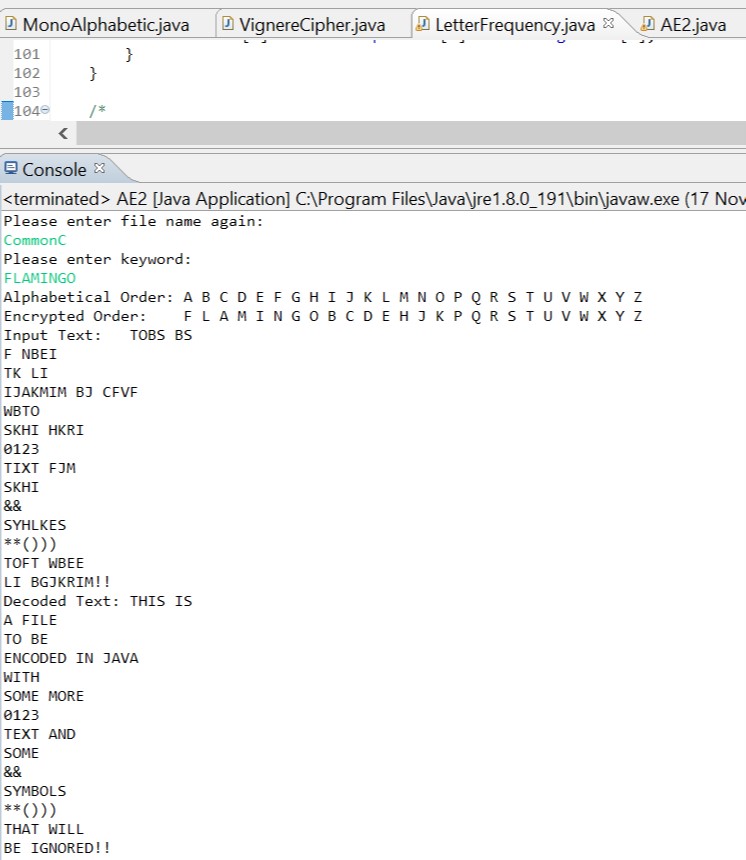 MonoAlphabetic.java VignereCipher.java LetterFrequency.java AE2.java
101 }
102 }
103
104 /*
Console
<terminated> AE2 [Java Application] C:\Program Files\Java\jre1.8.0_191\bin\javaw.exe (17 Nov
Please enter file name again:
CommonC
Please enter keyword:
FLAMINGO
Alphabetical Order: A B C D E F G H I J K L M N O P Q R S T U V W X Y Z
Encrypted Order: F L A M I N G O B C D E H J K P Q R S T U V W X Y Z
Input Text: TOBS BS
F NBEI
TK LI
IJAKMIM BJ CFVF
WBTO
SKHI HKRI
0123
TIXT FJM
SKHI
&&
SYHLKES
**()))
TOFT WBEE
LI BGJKRIM!!
Decoded Text: THIS IS
A FILE
TO BE
ENCODED IN JAVA
WITH
SOME MORE
0123
TEXT AND
SOME
&&
SYMBOLS
**()))
THAT WILL
BE IGNORED!!